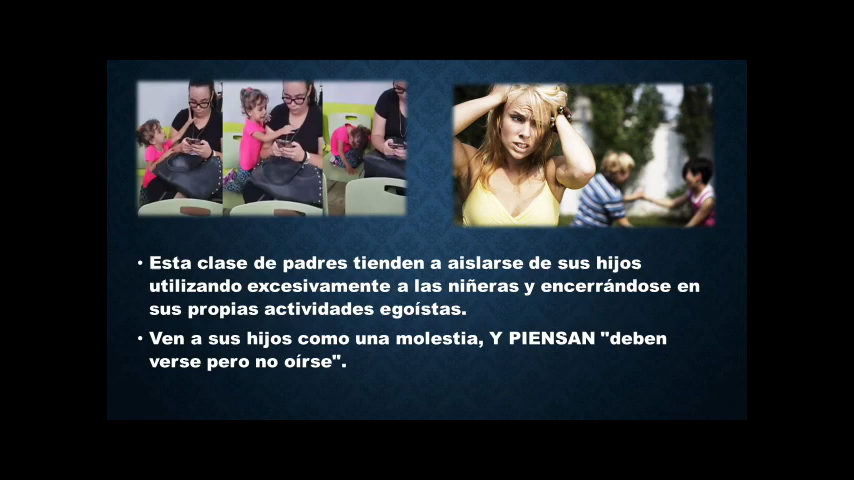 • Esta clase de padres tienden a aislarse de sus hijos
utilizando excesivamente a las niñeras y encerrándose en
sus propias actividades egoístas.
• Ven a sus hijos como una molestia, Y PIENSAN "deben
verse pero no oírse".